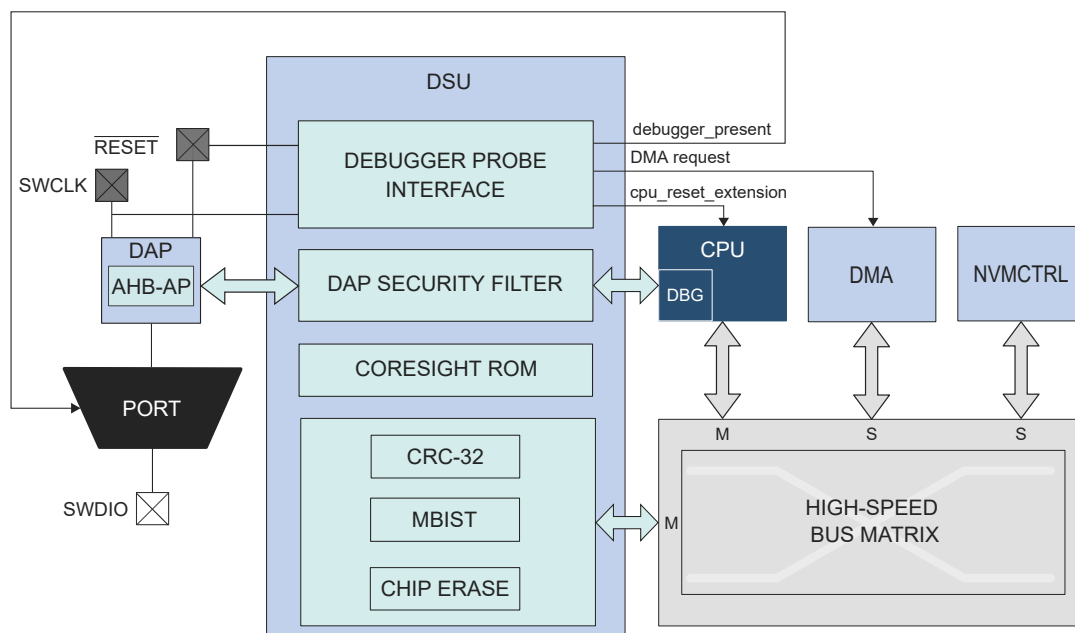 DSU
debugger_present
RESET
DEBUGGER PROBE
INTERFACE
DMA request
SWCLK
cpu_reset_extension
DAP
AHB-AP
DAP SECURITY FILTER
CPU
DBG
DMA
NVMCTRL
CORESIGHT ROM
PORT
M
S
S
CRC-32
SWDIO
MBIST
M
HIGH-SPEED
BUS MATRIX
CHIP ERASE